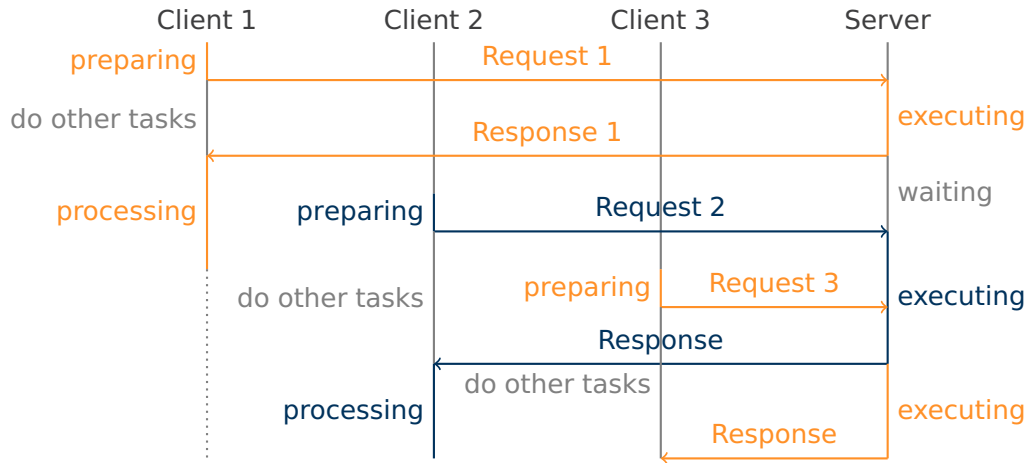 Client 1 Client 2 Client 3 Server
preparing Request 1
do other tasks executing
Response 1
waiting
processing preparing Request 2
preparing Request 3
do other tasks executing
Response
do other tasks
processing executing
Response